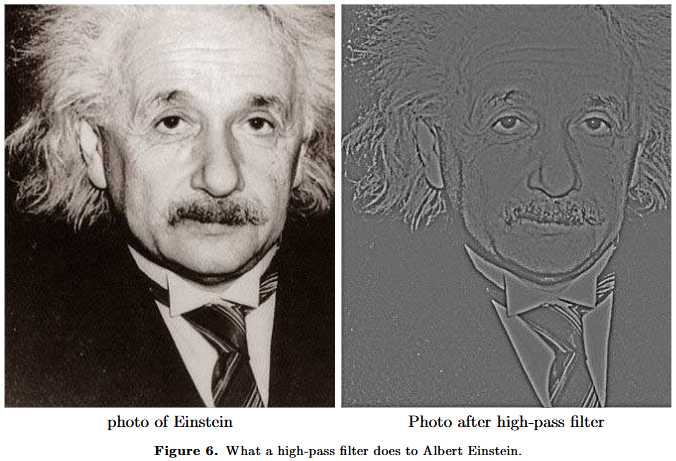 photo of Einstein
Photo after high-pass filter
Figure 6. What a high-pass filter does to Albert Einstein.